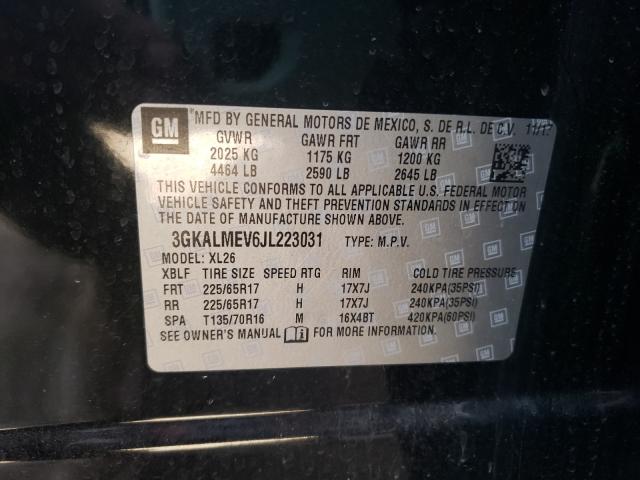 GM MFD BY GENERAL MOTORS DE MEXICO, S. DE R.L. DE C.V. 11/17
GVWR GAWR FRT GAWR RR
2025 KG 1175 KG 1200 KG
4464 LB 2590 LB 2645 LB
THIS VEHICLE CONFORMS TO ALL APPLICABLE U.S. FEDERAL MOTOR
VEHICLE SAFETY AND THEFT PREVENTION STANDARDS IN EFFECT ON
DATE OF MANUFACTURE SHOWN ABOVE.
3GKALMEV6JL223031 TYPE: M.P.V.
MODEL: XL26
XBLF TIRE SIZE SPEED RTG RIM COLD TIRE PRESSURE
FRT 225/65R17 H 17X7J 240KPA(35PSI)
RR 225/65R17 H 17X7J 240KPA(35PSI)
SPA T135/70R16 M 16X4BT 420KPA(60PSI)
SEE OWNER'S MANUAL FOR MORE INFORMATION.